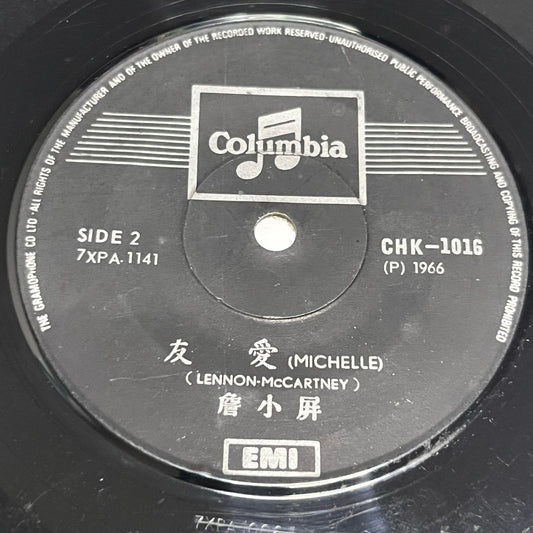 THE GRAMOPHONE CO LTD · ALL RIGHTS OF THE MANUFACTURER AND OF THE OWNER OF THE RECORDED WORK RESERVED · UNAUTHORISED PUBLIC PERFORMANCE BROADCASTING AND COPYING OF THIS RECORD PROHIBITED
Columbia
SIDE 2
7XPA.1141
CHK-1016
(P) 1966
友 愛 (MICHELLE)
(LENNON-McCARTNEY)
詹小屏
EMI